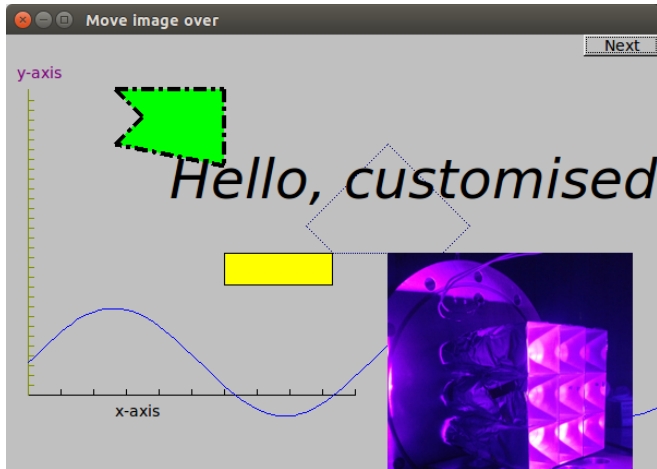 Move image over
Next
y-axis
Hello, customised
x-axis